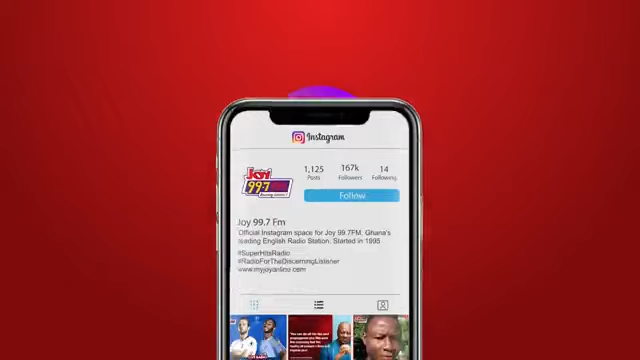 Instagram
JOY
99.7 FM
1,125
167k
14
Posts
Followers
Following
Follow
Joy 99.7 Fm
Official Instagram space for Joy 99.7FM. Ghana's
leading English Radio Station. Started in 1995
#SuperHitsRadio
#RadioForTheDiscerningListener
www.myjoyonline.com